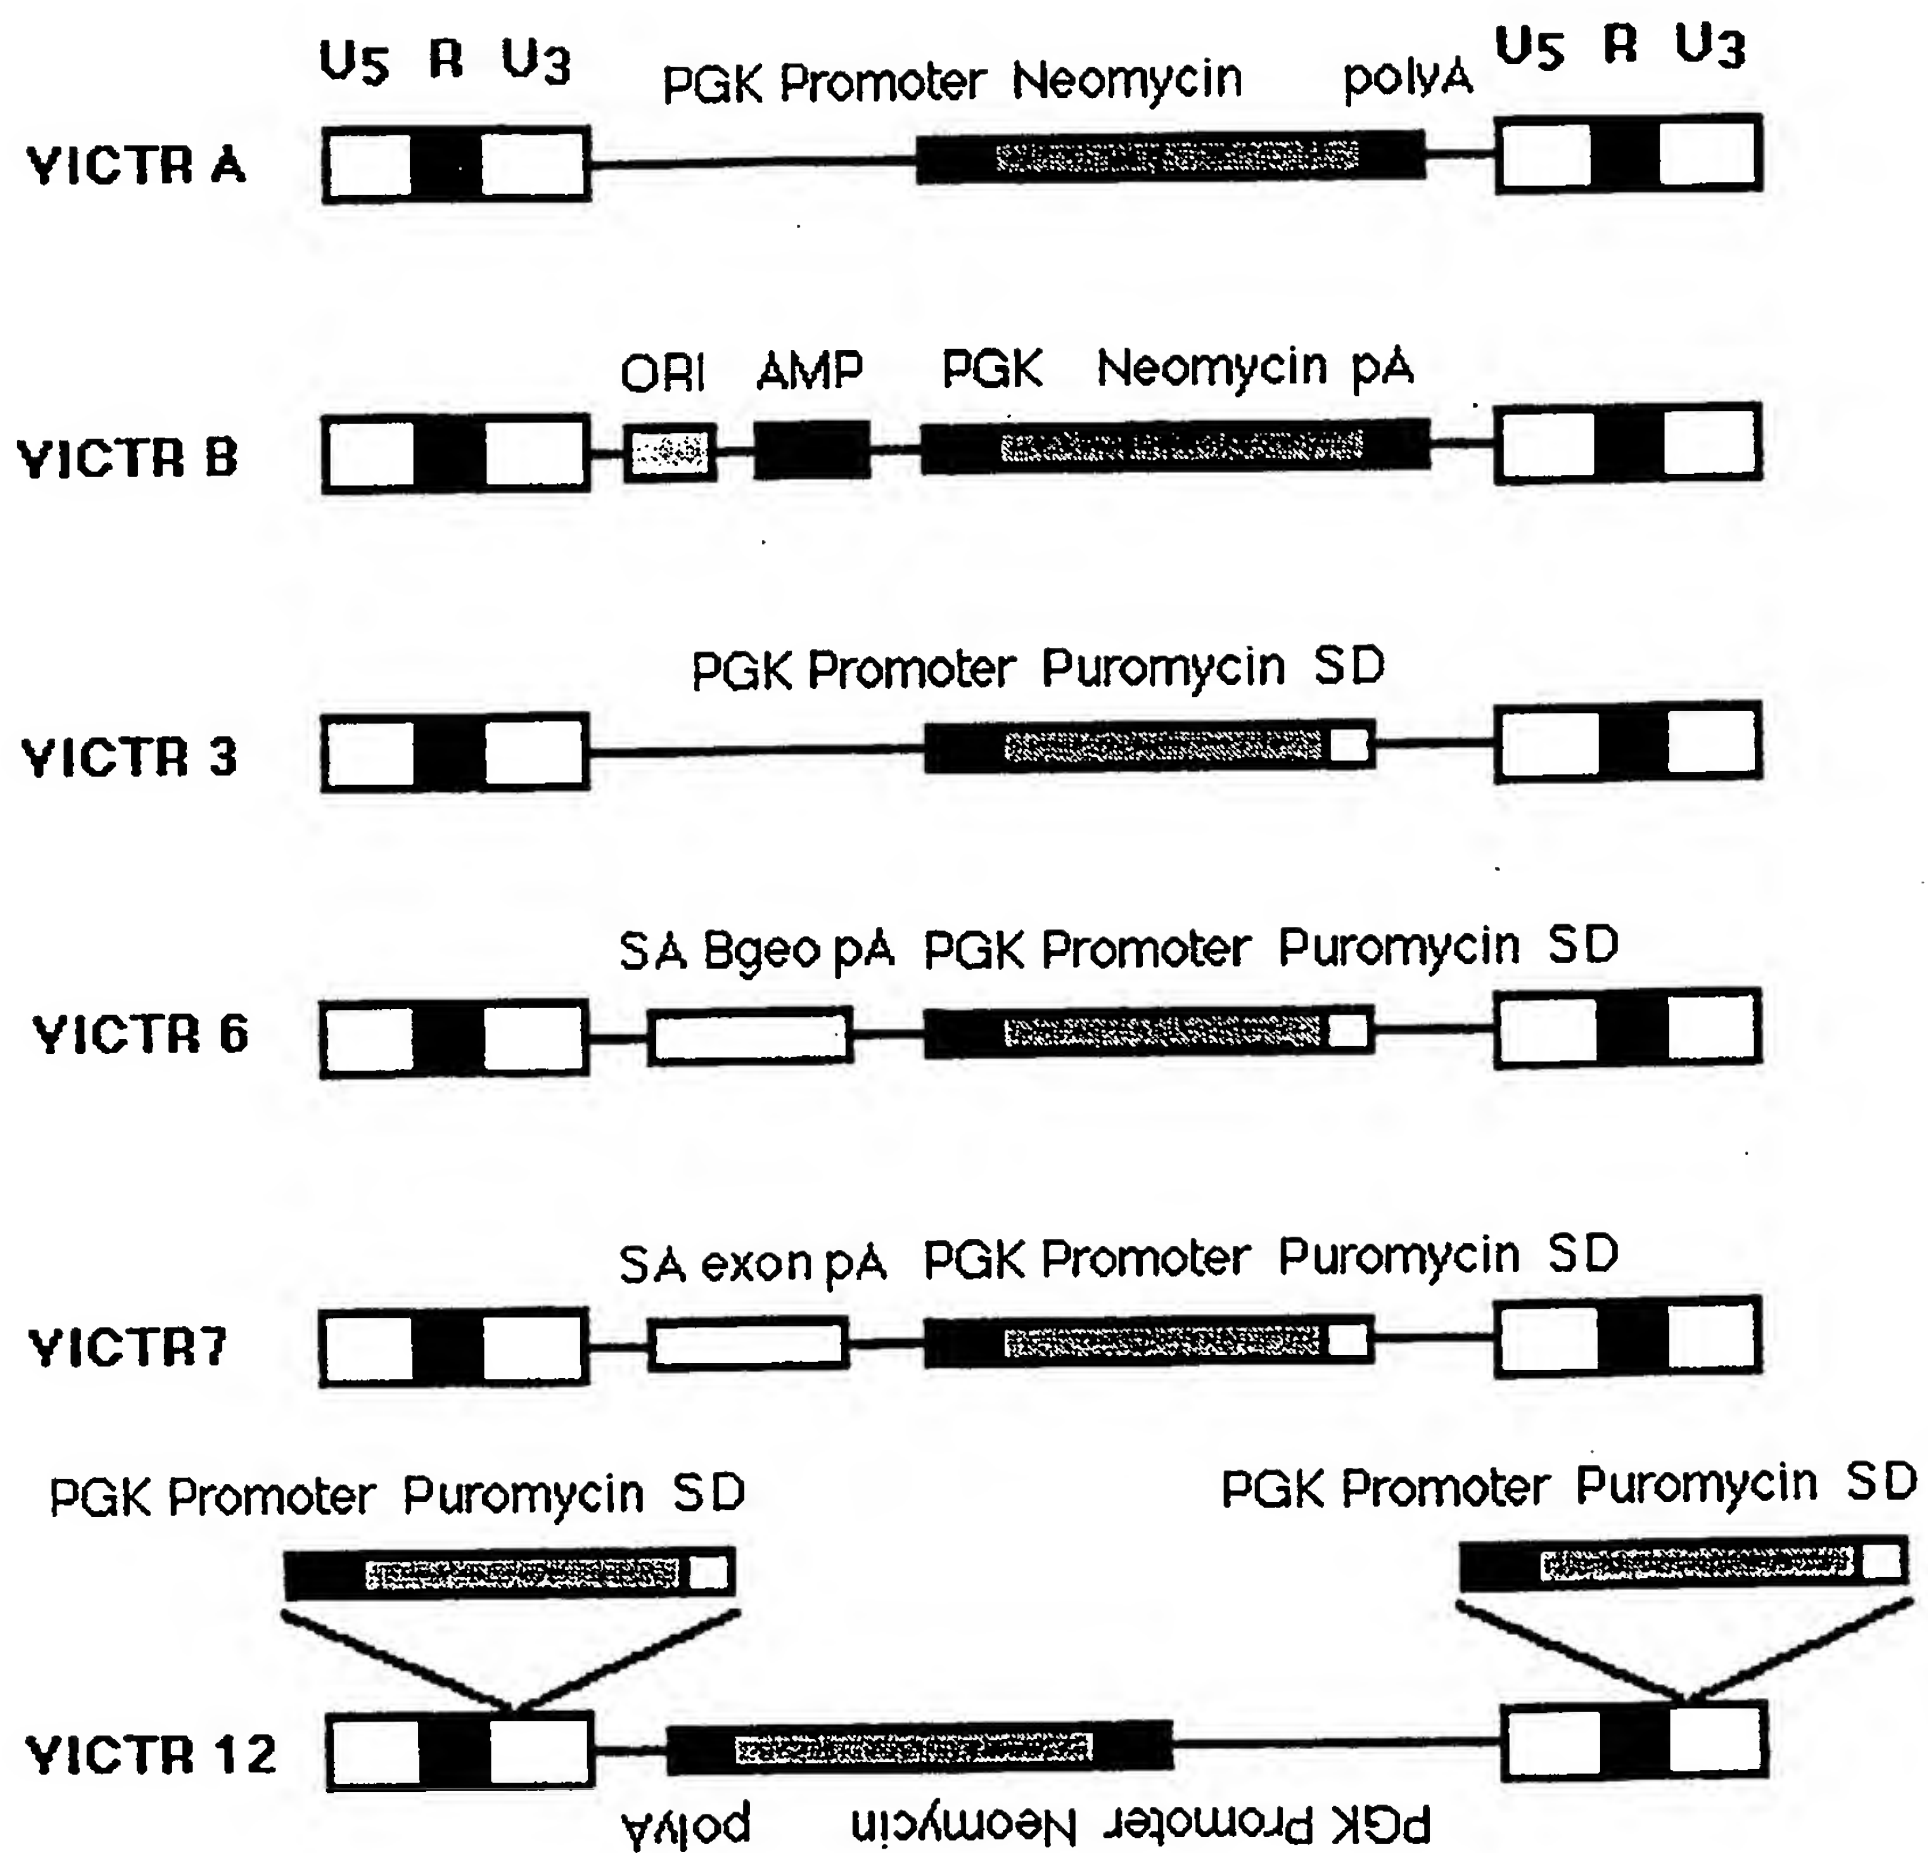 U5 R U3 PGK Promoter Neomycin polyA U5 R U3
VICTR A
ORI AMP PGK Neomycin pA
VICTR B
PGK Promoter Puromycin SD
VICTR 3
SA Bgeo pA PGK Promoter Puromycin SD
VICTR 6
SA exon pA PGK Promoter Puromycin SD
VICTR7
PGK Promoter Puromycin SD PGK Promoter Puromycin SD
VICTR 12
PGK Promoter Neomycin polyA